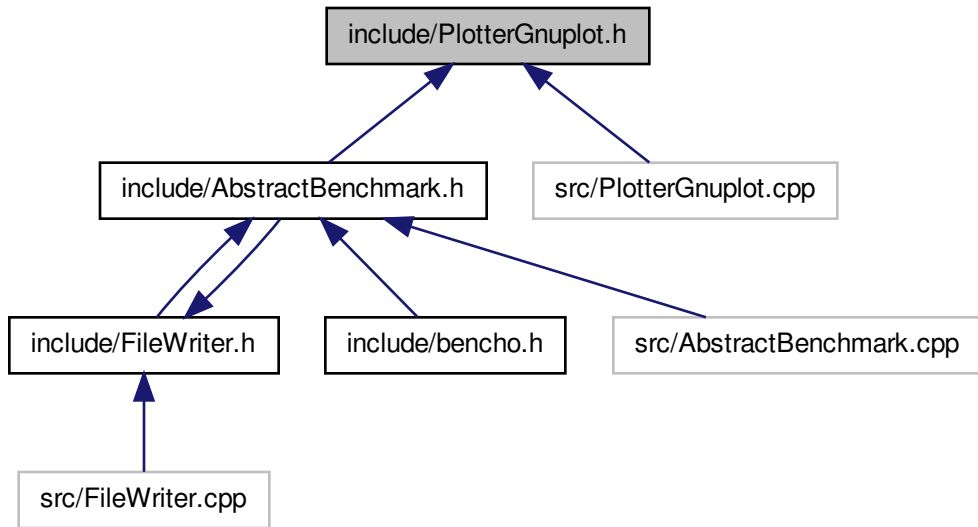 include/PlotterGnuplot.h
include/AbstractBenchmark.h
src/PlotterGnuplot.cpp
include/FileWriter.h
include/bencho.h
src/AbstractBenchmark.cpp
src/FileWriter.cpp